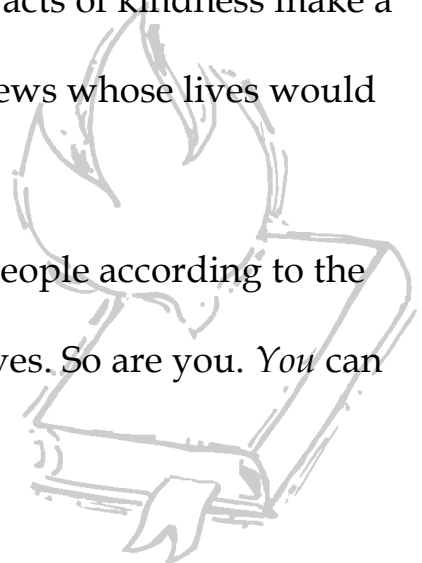 acts of kindness make a
ews whose lives would
eople according to the
ves. So are you. You can